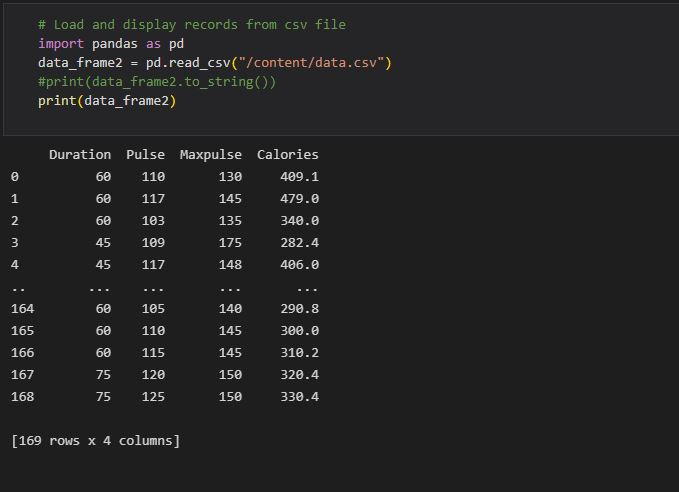 # Load and display records from csv file
import pandas as pd
data_frame2 = pd.read_csv("/content/data.csv")
#print(data_frame2.to_string())
print(data_frame2)
Duration Pulse Maxpulse Calories
0 60 110 130 409.1
1 60 117 145 479.0
2 60 103 135 340.0
3 45 109 175 282.4
4 45 117 148 406.0
.. ... ... ... ...
164 60 105 140 290.8
165 60 110 145 300.0
166 60 115 145 310.2
167 75 120 150 320.4
168 75 125 150 330.4
[169 rows x 4 columns]